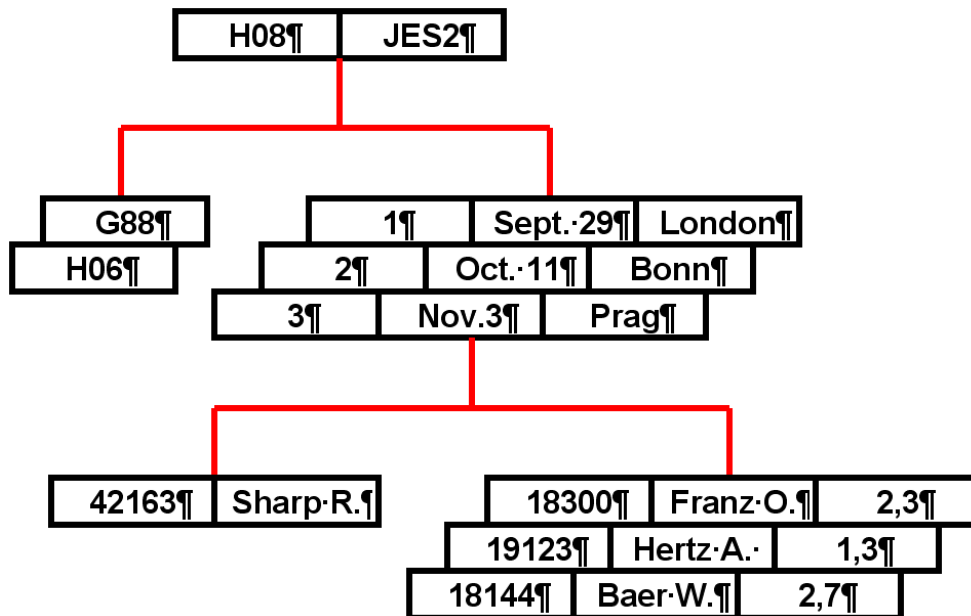 H08¶ JES2¶
G88¶ 1¶ Sept.·29¶ London¶
H06¶ 2¶ Oct.·11¶ Bonn¶
3¶ Nov.3¶ Prag¶
42163¶ Sharp·R.¶ 18300¶ Franz·O.¶ 2,3¶
19123¶ Hertz·A.· 1,3¶
18144¶ Baer·W.¶ 2,7¶